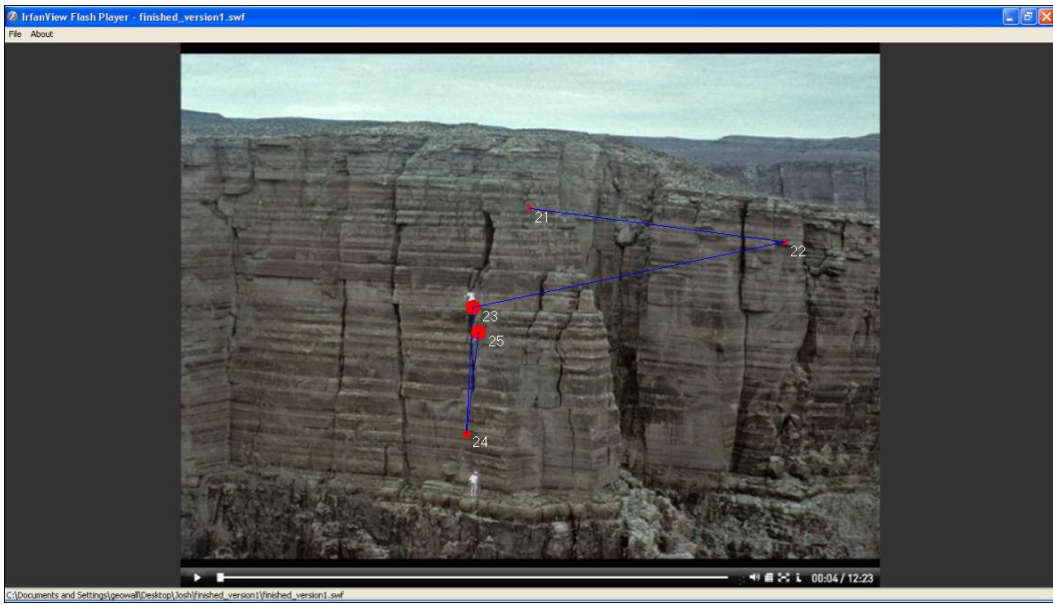 IrfanView Flash Player - finished_version1.swf
File About
21
22
23
25
24
00:04 / 12:23
C:\Documents and Settings\geowall\Desktop\Josh\finished_version1\finished_version1.swf